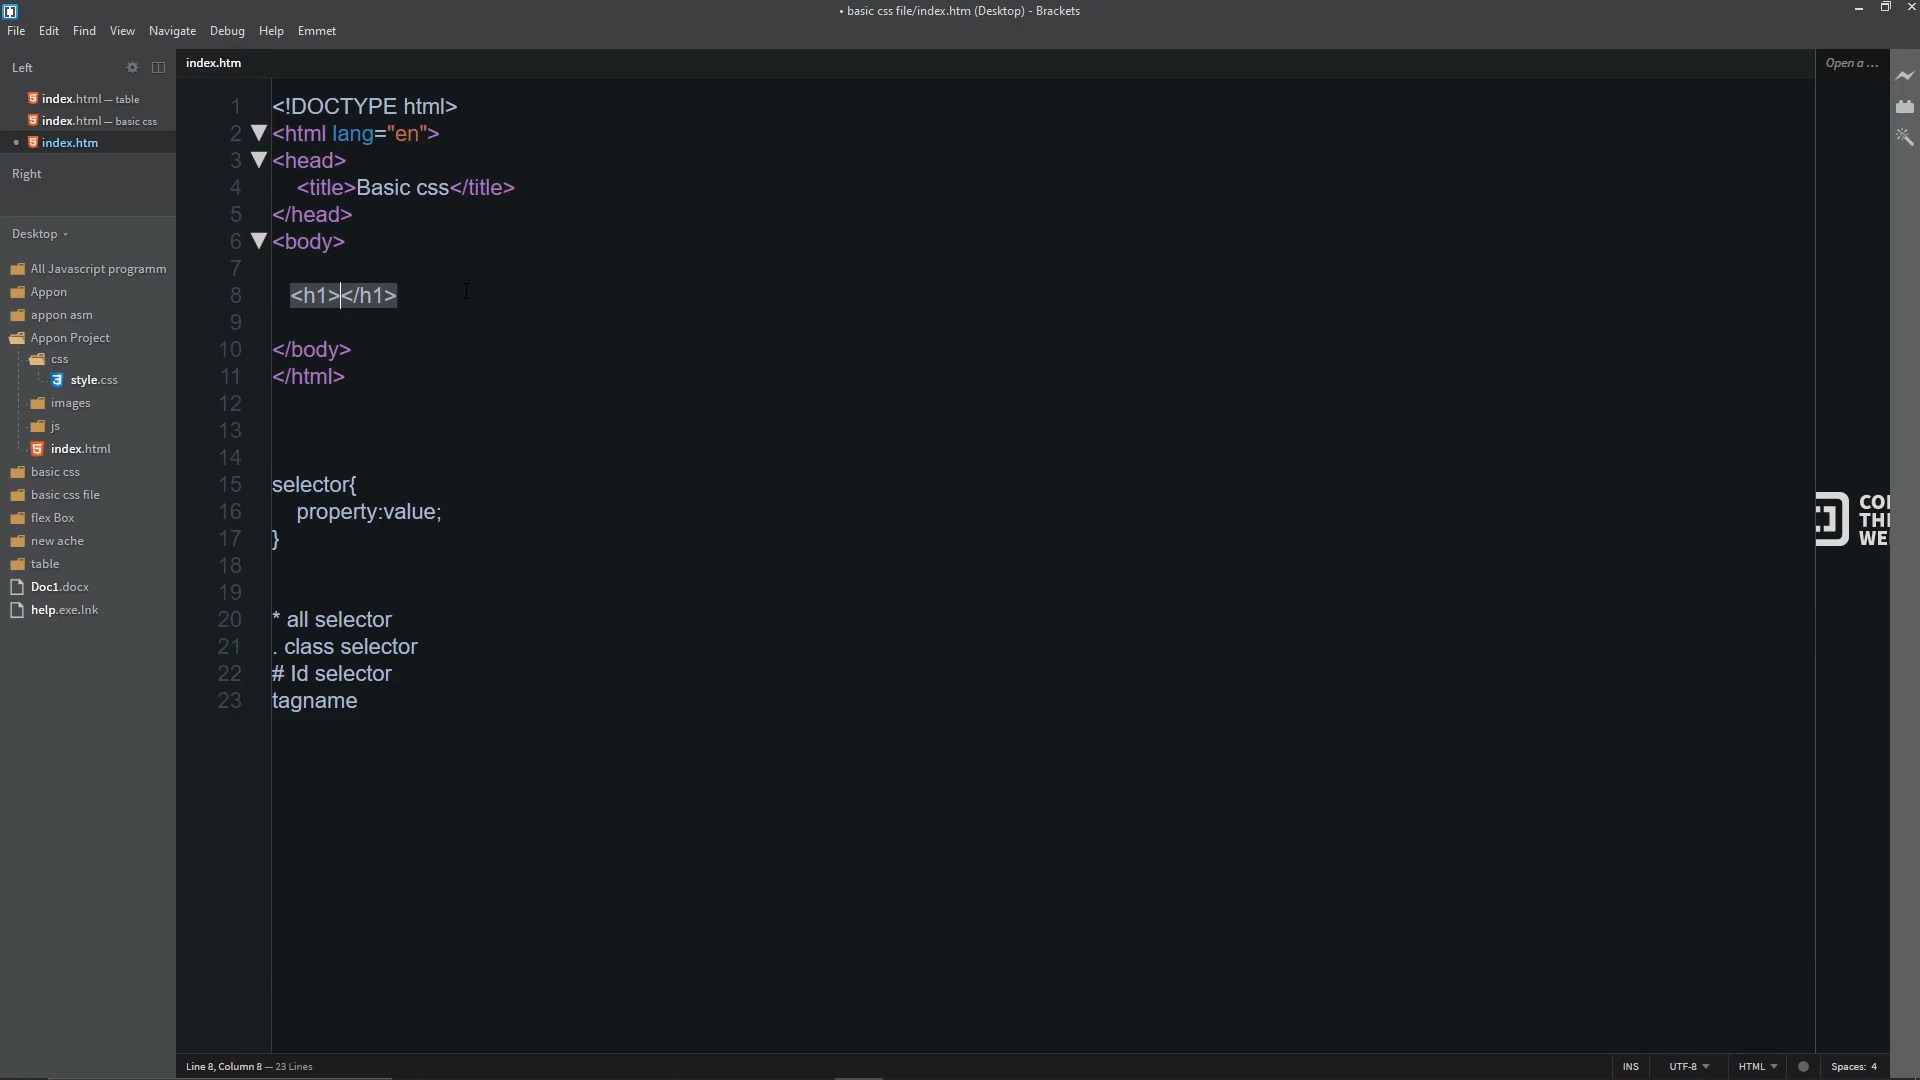 • basic css file/index.htm (Desktop) - Brackets
File Edit Find View Navigate Debug Help Emmet
Left
index.html — table
index.html — basic css
• index.htm
Right
Desktop
All Javascript programm
Appon
appon asm
Appon Project
css
style.css
images
js
index.html
basic css
basic css file
flex Box
new ache
table
Doc1.docx
help.exe.lnk
index.htm
Open a ...
1 <!DOCTYPE html>
2 <html lang="en">
3 <head>
4 <title>Basic css</title>
5 </head>
6 <body>
7
8 <h1></h1>
9
10 </body>
11 </html>
12
13
14
15 selector{
16 property:value;
17 }
18
19
20 * all selector
21 . class selector
22 # Id selector
23 tagname
THI
WE
Line 8, Column 8 — 23 Lines
INS UTF-8 HTML Spaces: 4